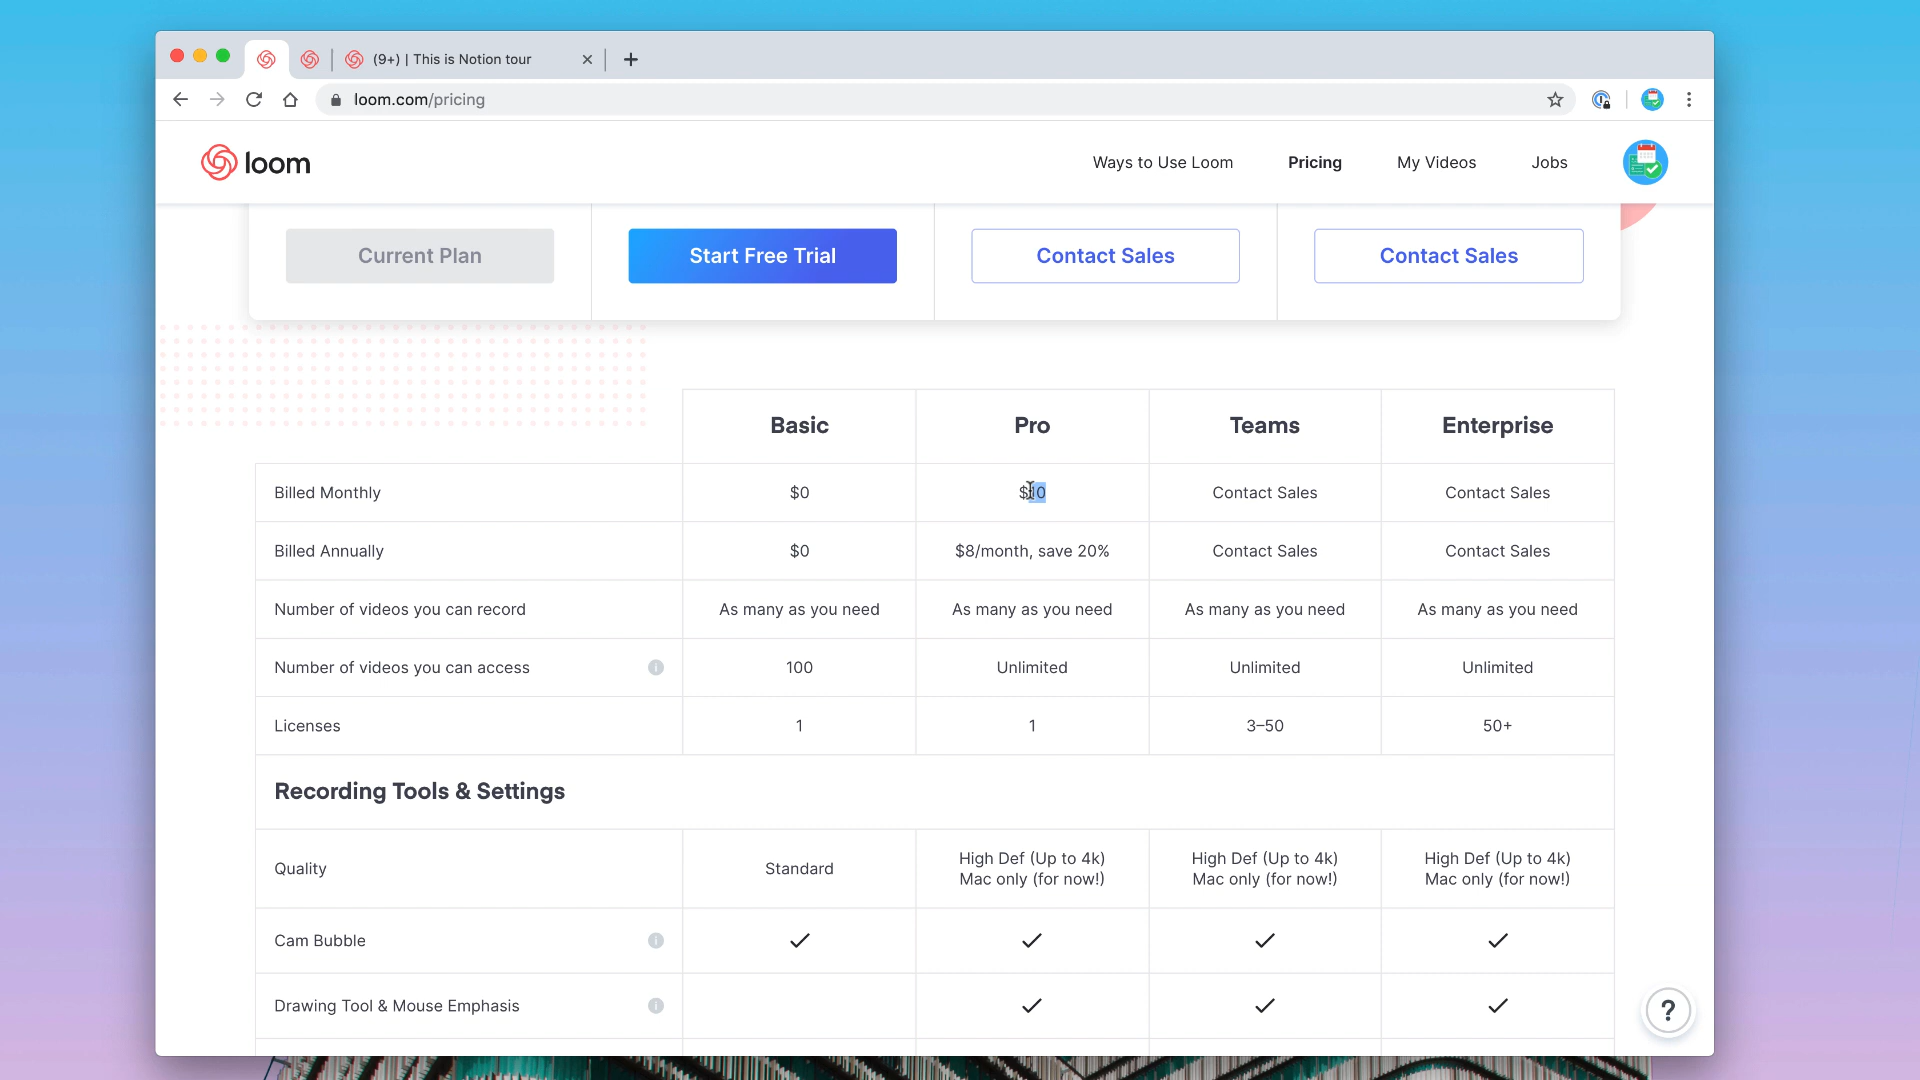 (9+) | This is Notion tour
loom.com/pricing
loom
Ways to Use Loom
Pricing
My Videos
Jobs
Current Plan
Start Free Trial
Contact Sales
Contact Sales
Basic
Pro
Teams
Enterprise
Billed Monthly
$0
$10
Contact Sales
Contact Sales
Billed Annually
$0
$8/month, save 20%
Contact Sales
Contact Sales
Number of videos you can record
As many as you need
As many as you need
As many as you need
As many as you need
Number of videos you can access
100
Unlimited
Unlimited
Unlimited
Licenses
1
1
3–50
50+
Recording Tools & Settings
Quality
Standard
High Def (Up to 4k)
Mac only (for now!)
High Def (Up to 4k)
Mac only (for now!)
High Def (Up to 4k)
Mac only (for now!)
Cam Bubble
Drawing Tool & Mouse Emphasis
?